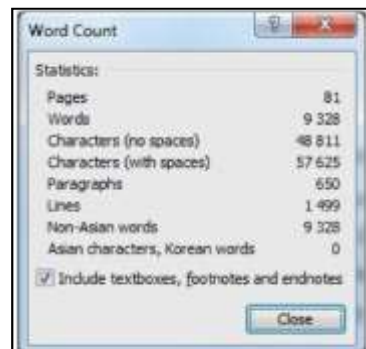 Word Count
Statistics:
Pages 81
Words 9 328
Characters (no spaces) 48 811
Characters (with spaces) 57 625
Paragraphs 650
Lines 1 499
Non-Asian words 9 328
Asian characters, Korean words 0
Include textboxes, footnotes and endnotes
Close